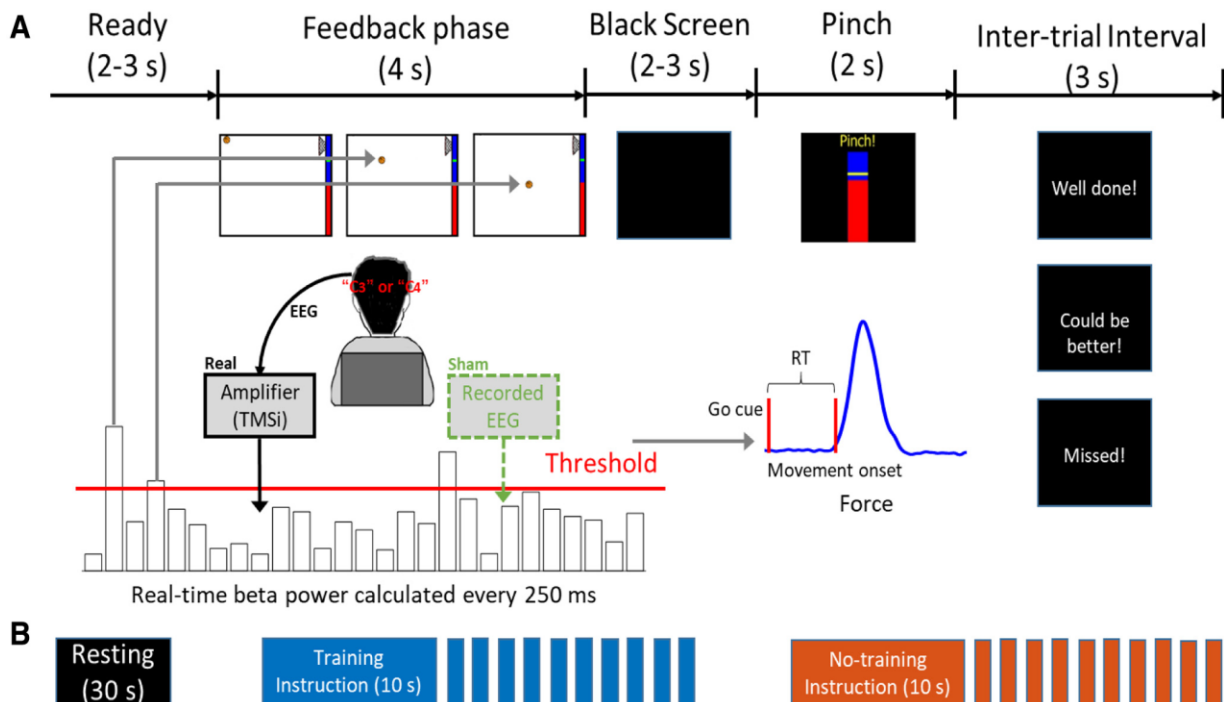 A
Ready
(2-3 s)
Feedback phase
(4 s)
Black Screen
(2-3 s)
Pinch
(2 s)
Inter-trial Interval
(3 s)
Pinch!
Well done!
"C3" or "C4"
EEG
Real
Amplifier
(TMSi)
Sham
Recorded
EEG
Could be
better!
RT
Go cue
Threshold
Movement onset
Force
Missed!
Real-time beta power calculated every 250 ms
B
Resting
(30 s)
Training
Instruction (10 s)
No-training
Instruction (10 s)